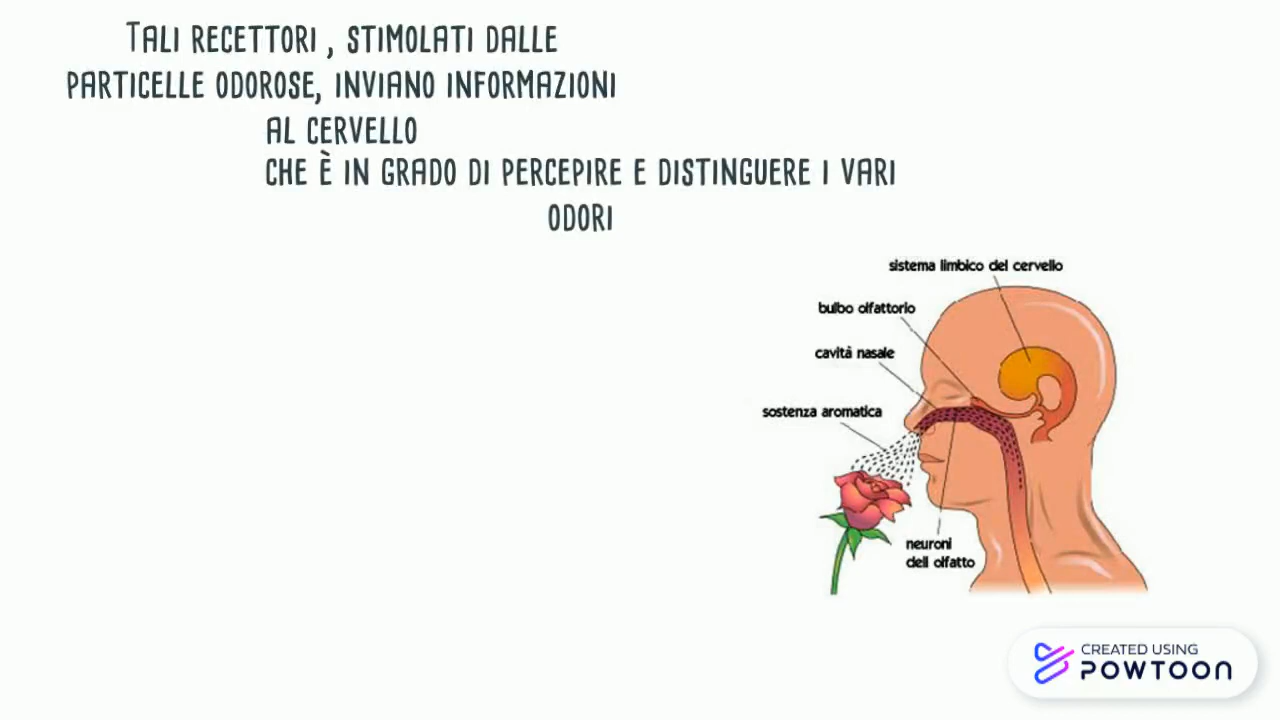 TALI RECETTORI , STIMOLATI DALLE
PARTICELLE ODOROSE, INVIANO INFORMAZIONI
AL CERVELLO
CHE È IN GRADO DI PERCEPIRE E DISTINGUERE I VARI
ODORI
sistema limbico del cervello
bulbo olfattorio
cavità nasale
sostenza aromatica
neuroni
dell olfatto
CREATED USING
POWTOON